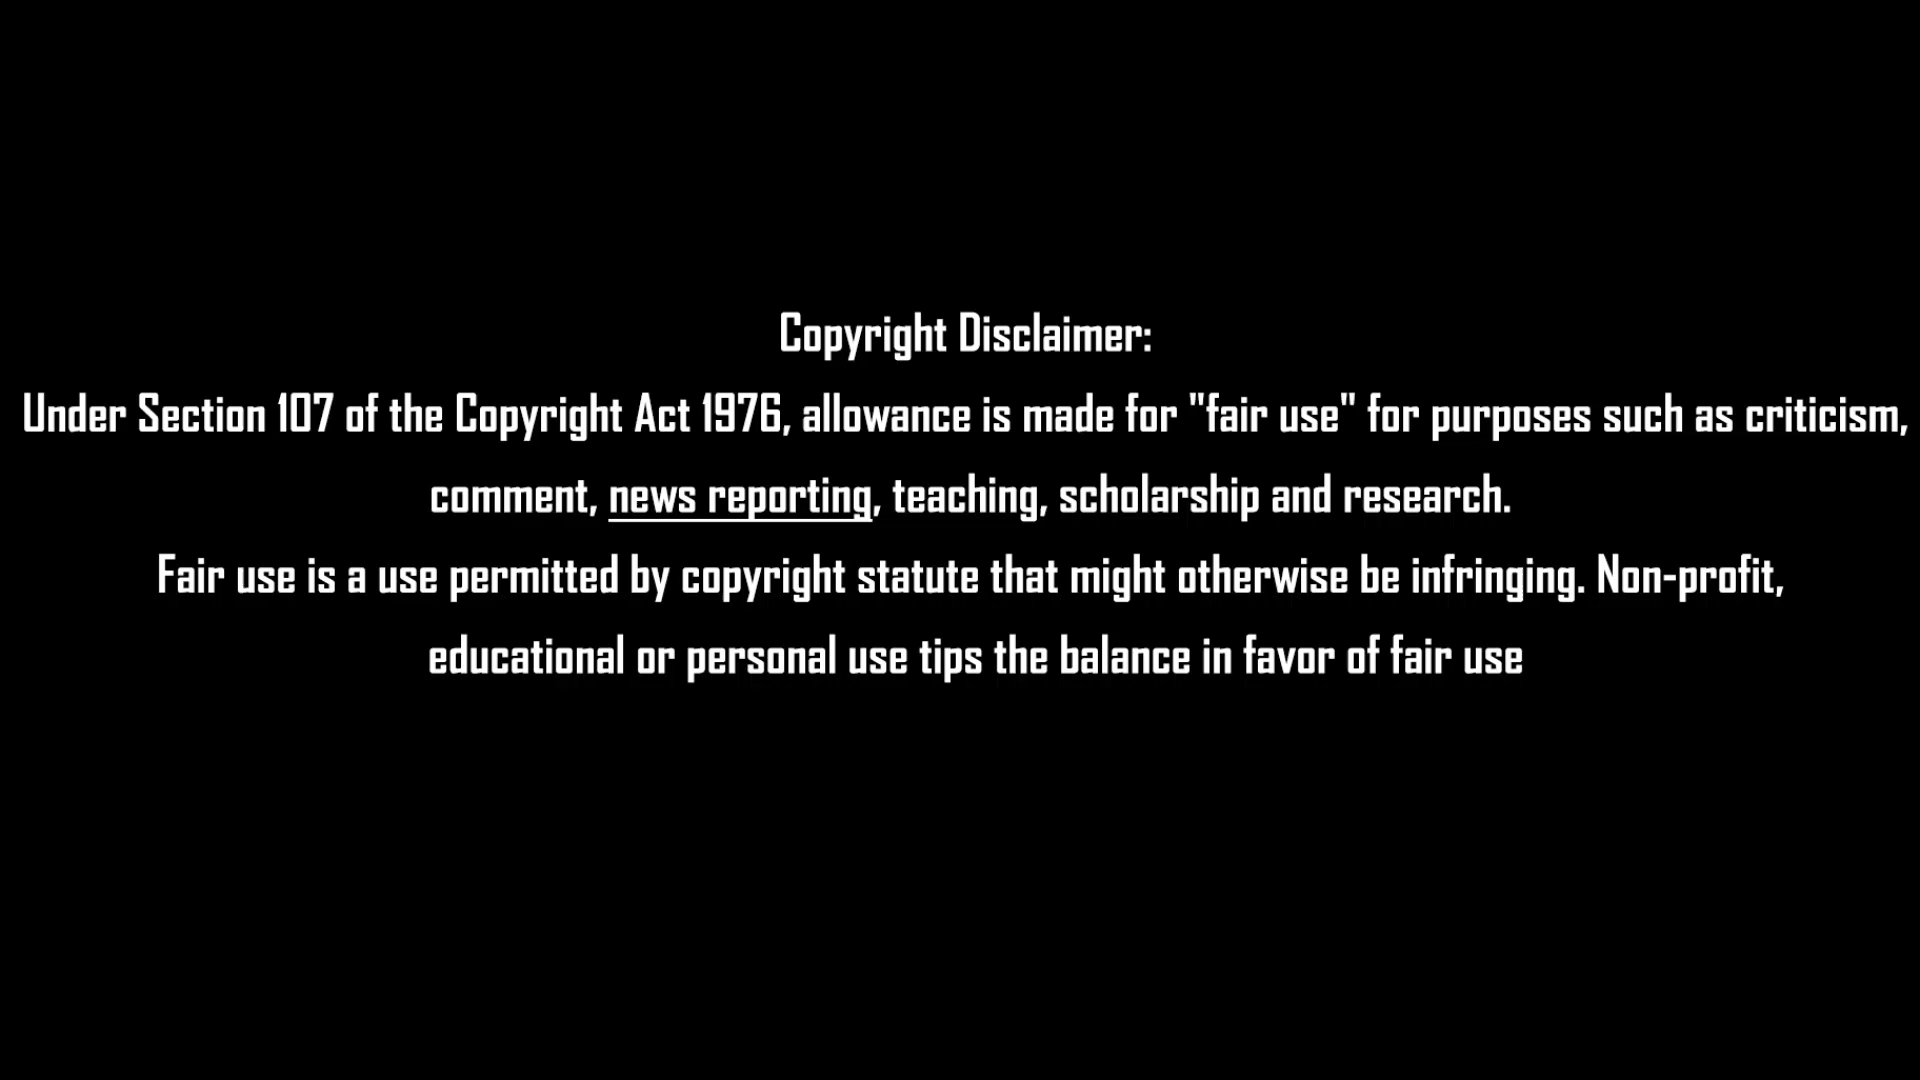 Copyright Disclaimer:
Under Section 107 of the Copyright Act 1976, allowance is made for "fair use" for purposes such as criticism,
comment, news reporting, teaching, scholarship and research.
Fair use is a use permitted by copyright statute that might otherwise be infringing. Non-profit,
educational or personal use tips the balance in favor of fair use